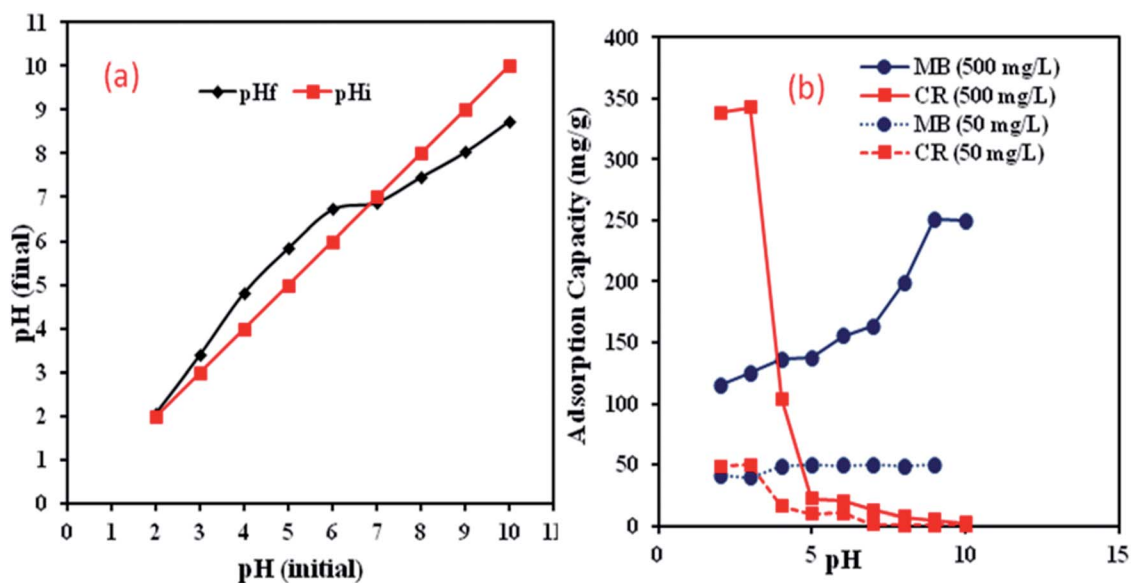 (a)
pHf pHi
pH (final)
11
10
9
8
7
6
5
4
3
2
1
0
0 1 2 3 4 5 6 7 8 9 10 11
pH (initial)
(b)
MB (500 mg/L)
CR (500 mg/L)
MB (50 mg/L)
CR (50 mg/L)
Adsorption Capacity (mg/g)
400
350
300
250
200
150
100
50
0
0 5 10 15
pH